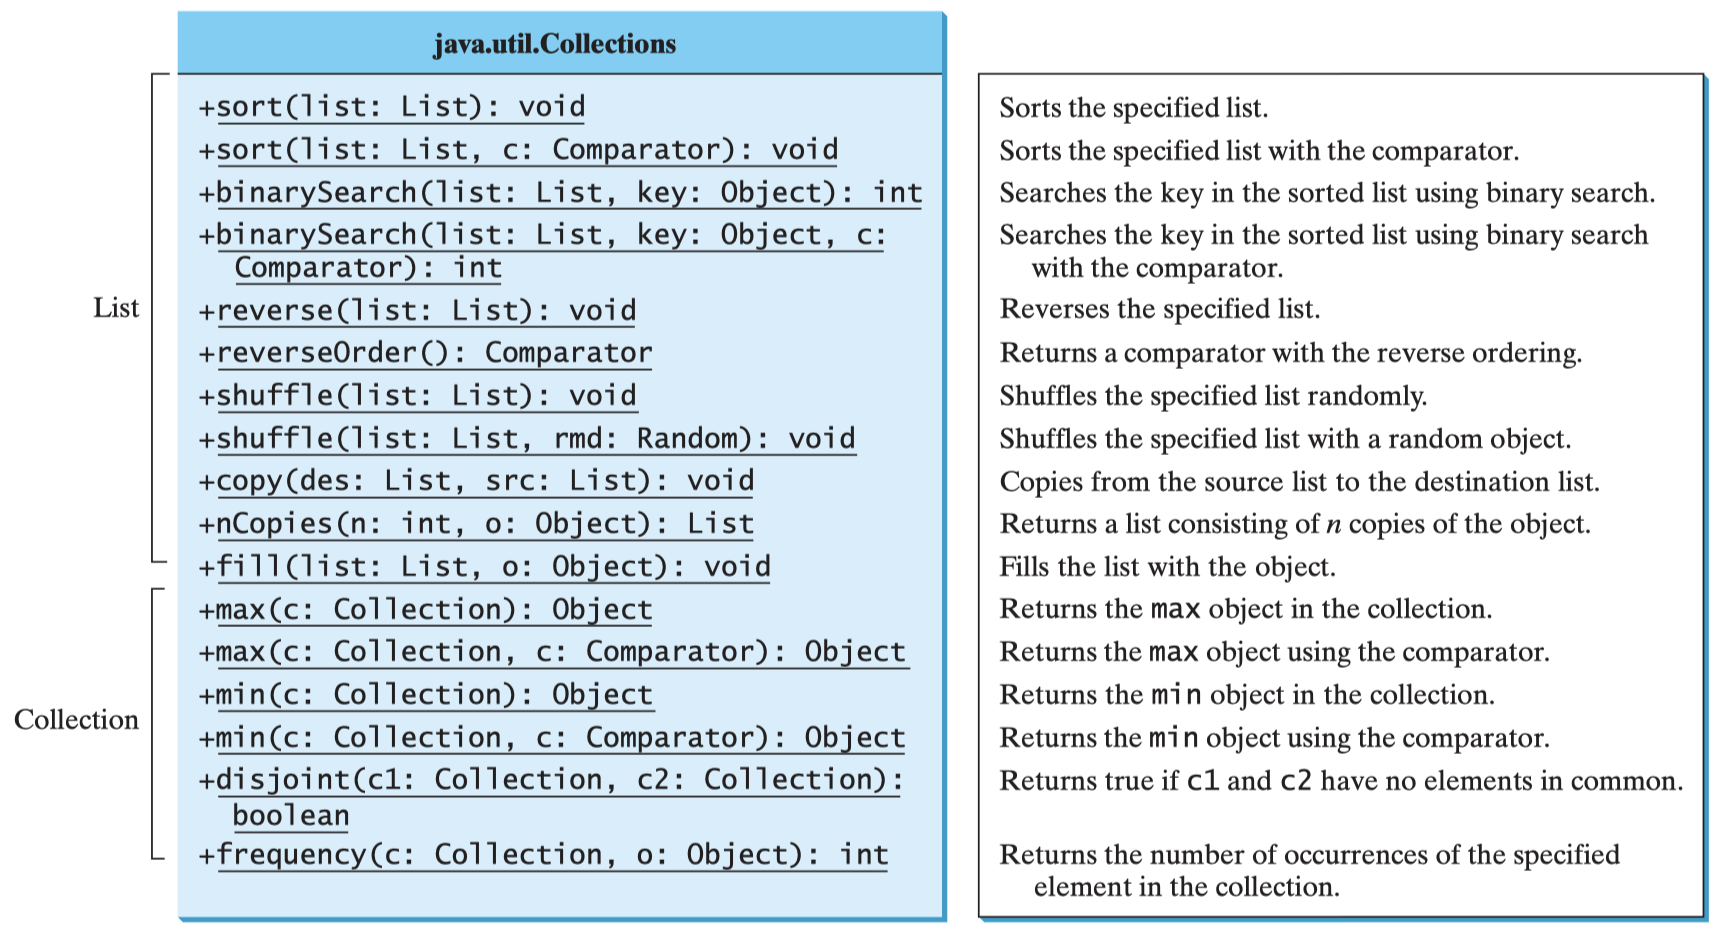 java.util.Collections
List
+sort(list: List): void
Sorts the specified list.
+sort(list: List, c: Comparator): void
Sorts the specified list with the comparator.
+binarySearch(list: List, key: Object): int
Searches the key in the sorted list using binary search.
+binarySearch(list: List, key: Object, c:
Comparator): int
Searches the key in the sorted list using binary search
with the comparator.
+reverse(list: List): void
Reverses the specified list.
+reverseOrder(): Comparator
Returns a comparator with the reverse ordering.
+shuffle(list: List): void
Shuffles the specified list randomly.
+shuffle(list: List, rmd: Random): void
Shuffles the specified list with a random object.
+copy(des: List, src: List): void
Copies from the source list to the destination list.
+nCopies(n: int, o: Object): List
Returns a list consisting of n copies of the object.
+fill(list: List, o: Object): void
Fills the list with the object.
Collection
+max(c: Collection): Object
Returns the max object in the collection.
+max(c: Collection, c: Comparator): Object
Returns the max object using the comparator.
+min(c: Collection): Object
Returns the min object in the collection.
+min(c: Collection, c: Comparator): Object
Returns the min object using the comparator.
+disjoint(c1: Collection, c2: Collection):
boolean
Returns true if c1 and c2 have no elements in common.
+frequency(c: Collection, o: Object): int
Returns the number of occurrences of the specified
element in the collection.